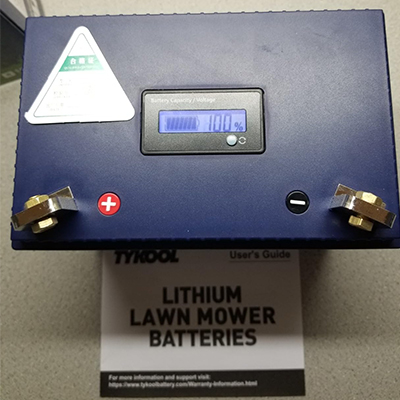 合格证
Battery Capacity / Voltage
100%
+
−
TYKOOL
User's Guide
LITHIUM
LAWN MOWER
BATTERIES
For more information and support visit:
https://www.tykoolbattery.com/Warranty-Information.html